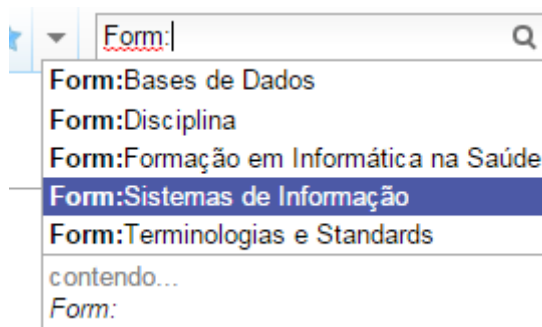 Form:
Form:Bases de Dados
Form:Disciplina
Form:Formação em Informática na Saúde
Form:Sistemas de Informação
Form:Terminologias e Standards
contendo...
Form: